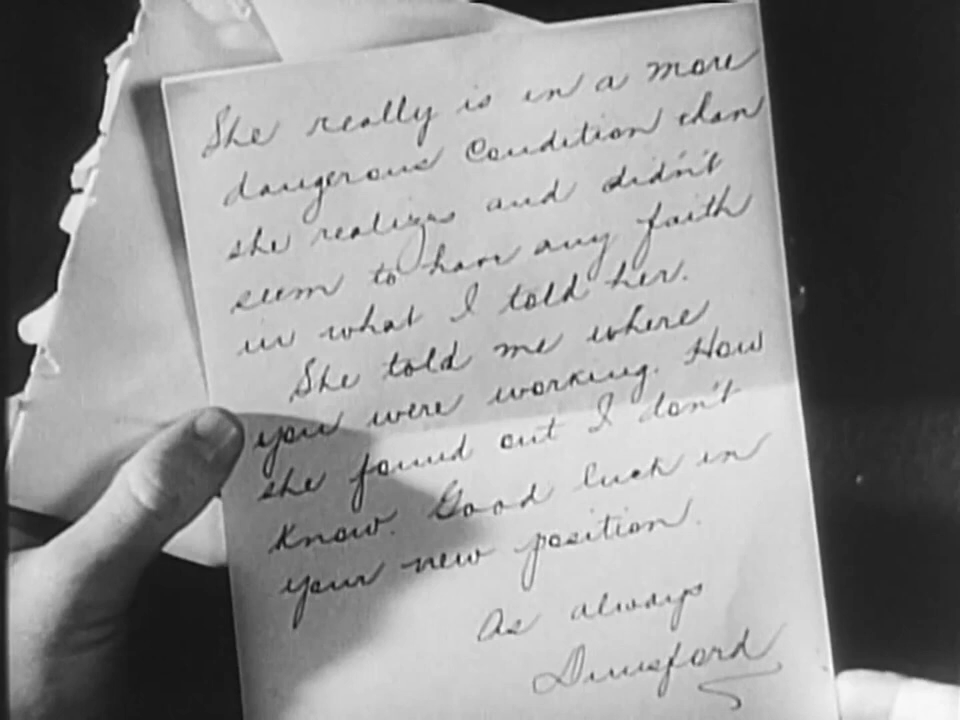 She really is in a more
dangerous condition than
she realizes and didn't
seem to have any faith
in what I told her.
She told me where
you were working. How
she found out I don't
know. Good luck in
your new position.
As always
Dunsford